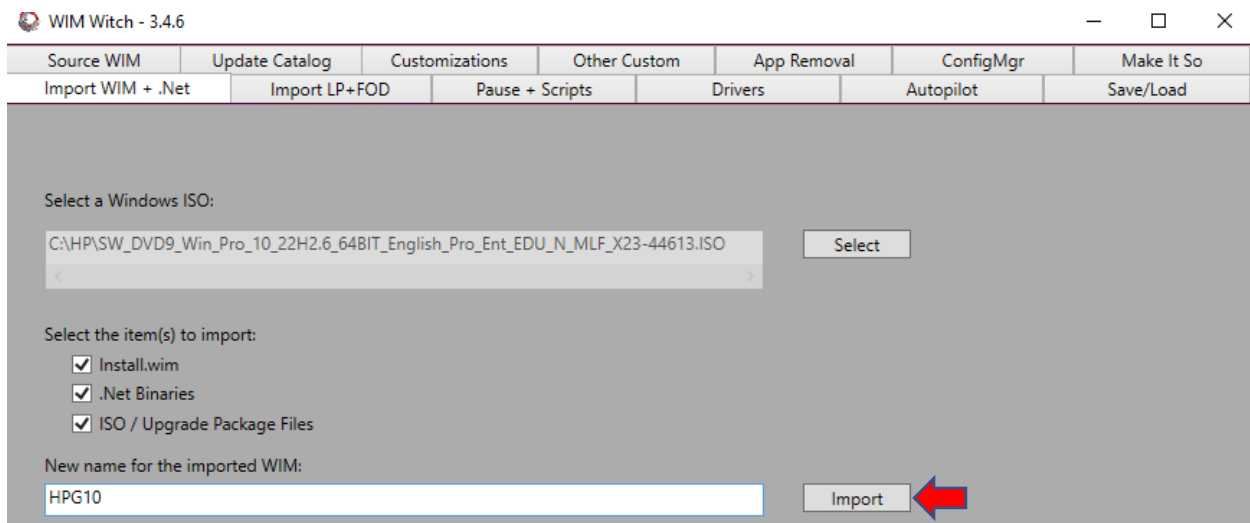 WIM Witch - 3.4.6
Source WIM Update Catalog Customizations Other Custom App Removal ConfigMgr Make It So
Import WIM + .Net Import LP+FOD Pause + Scripts Drivers Autopilot Save/Load
Select a Windows ISO:
C:\HP\SW_DVD9_Win_Pro_10_22H2.6_64BIT_English_Pro_Ent_EDU_N_MLF_X23-44613.ISO Select
Select the item(s) to import:
Install.wim
.Net Binaries
ISO / Upgrade Package Files
New name for the imported WIM:
HPG10 Import